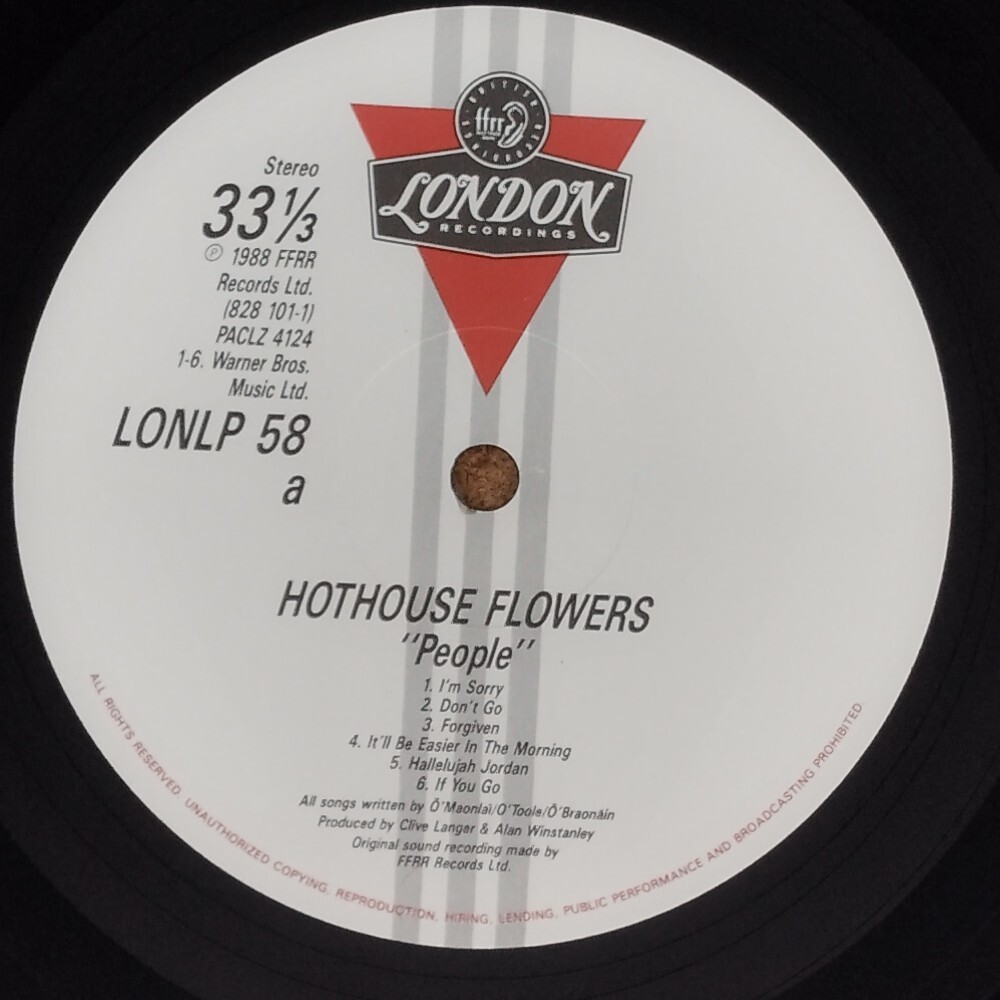 BRITISH RECORDINGS
ffrr
LONDON
RECORDINGS
Stereo
33⅓
℗ 1988 FFRR
Records Ltd.
(828 101-1)
PACLZ 4124
1-6. Warner Bros.
Music Ltd.
LONLP 58
a
HOTHOUSE FLOWERS
"People"
1. I'm Sorry
2. Don't Go
3. Forgiven
4. It'll Be Easier In The Morning
5. Hallelujah Jordan
6. If You Go
All songs written by Ō'Maonlaì/O'Toole/Ō'Braonáin
Produced by Clive Langer & Alan Winstanley
Original sound recording made by
FFRR Records Ltd.
ALL RIGHTS RESERVED. UNAUTHORIZED COPYING, REPRODUCTION, HIRING, LENDING, PUBLIC PERFORMANCE AND BROADCASTING PROHIBITED